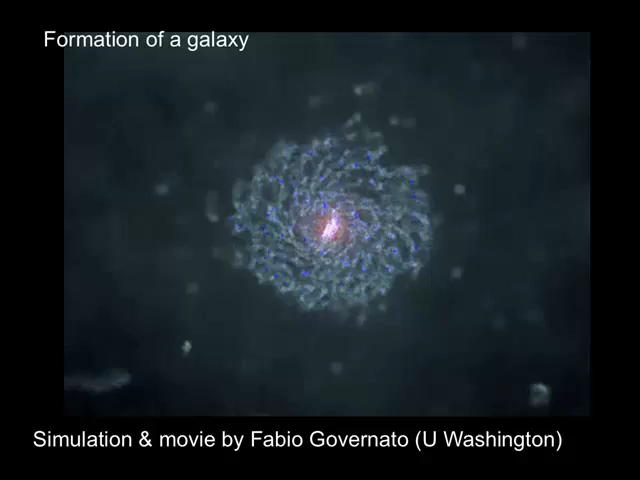 Formation of a galaxy
Simulation & movie by Fabio Governato (U Washington)